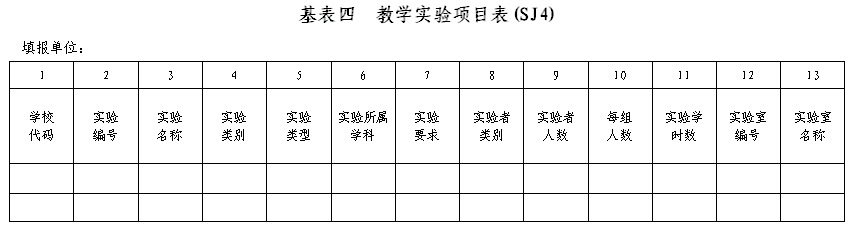 基表四 教学实验项目表(SJ4)
填报单位：
1 2 3 4 5 6 7 8 9 10 11 12 13
学校 实验 实验 实验 实验 实验所属 实验 实验者 实验者 每组 实验学 实验室 实验室
代码 编号 名称 类别 类型 学科 要求 类别 人数 人数 时数 编号 名称